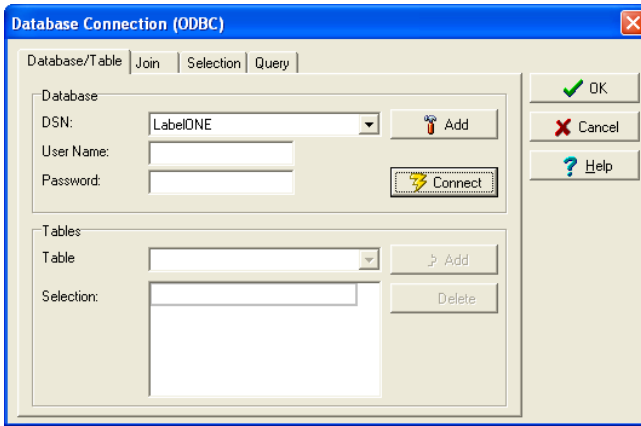 Database Connection (ODBC)
Database/Table Join Selection Query
Database
DSN: LabelONE Add
User Name:
Password: Connect
Tables
Table Add
Selection: Delete
OK
Cancel
Help